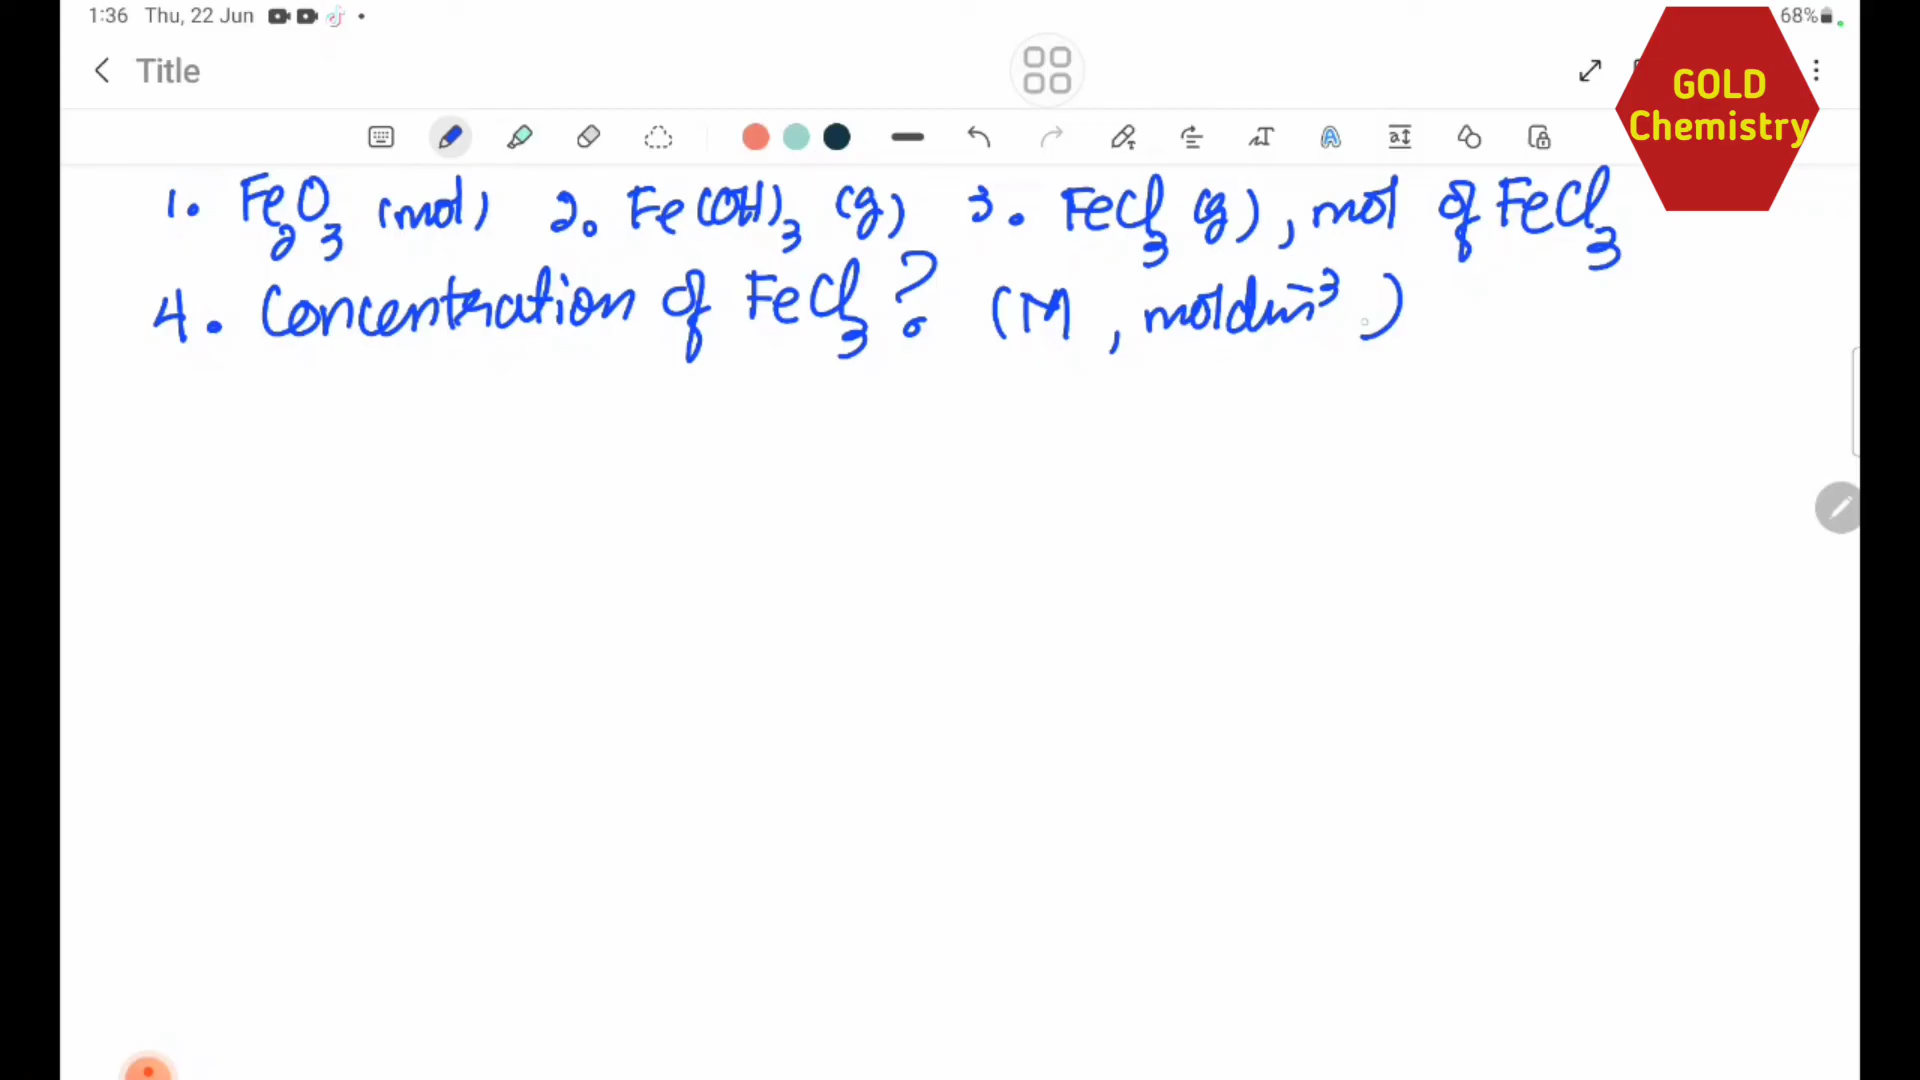 1:36 Thu, 22 Jun 68%
Title
GOLD
Chemistry
1. Fe₂O₃ (mol) 2. Fe(OH)₃ (g) 3. FeCl₃ (g), mol of FeCl₃
4. Concentration of FeCl₃? (M, moldm⁻³)